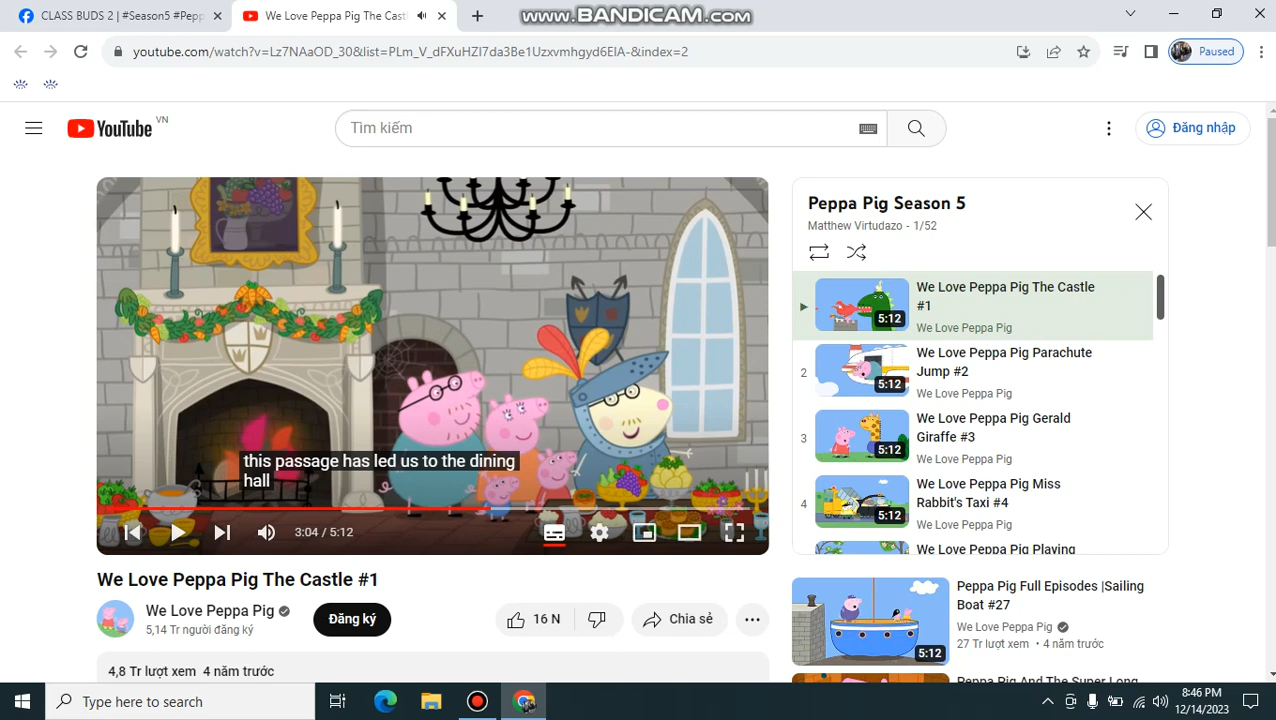 CLASS BUDS 2 | #Season5 #Pepp
We Love Peppa Pig The Cast
www.BANDICAM.com
youtube.com/watch?v=Lz7NAaOD_30&list=PLm_V_dFXuHZI7da3Be1Uzxvmhgyd6EIA-&index=2
Paused
YouTube VN
Tìm kiếm
Đăng nhập
this passage has led us to the dining
hall
3:04 / 5:12
We Love Peppa Pig The Castle #1
We Love Peppa Pig
5,14 Tr người đăng ký
Đăng ký
16 N
Chia sẻ
4,8 Tr lượt xem 4 năm trước
Peppa Pig Season 5
Matthew Virtudazo - 1/52
5:12
We Love Peppa Pig The Castle
#1
We Love Peppa Pig
2
5:12
We Love Peppa Pig Parachute
Jump #2
We Love Peppa Pig
3
5:12
We Love Peppa Pig Gerald
Giraffe #3
We Love Peppa Pig
4
5:12
We Love Peppa Pig Miss
Rabbit's Taxi #4
We Love Peppa Pig
We Love Peppa Pig Playing
5:12
Peppa Pig Full Episodes |Sailing
Boat #27
We Love Peppa Pig
27 Tr lượt xem • 4 năm trước
Peppa Pig And The Super Long
Type here to search
8:46 PM
12/14/2023